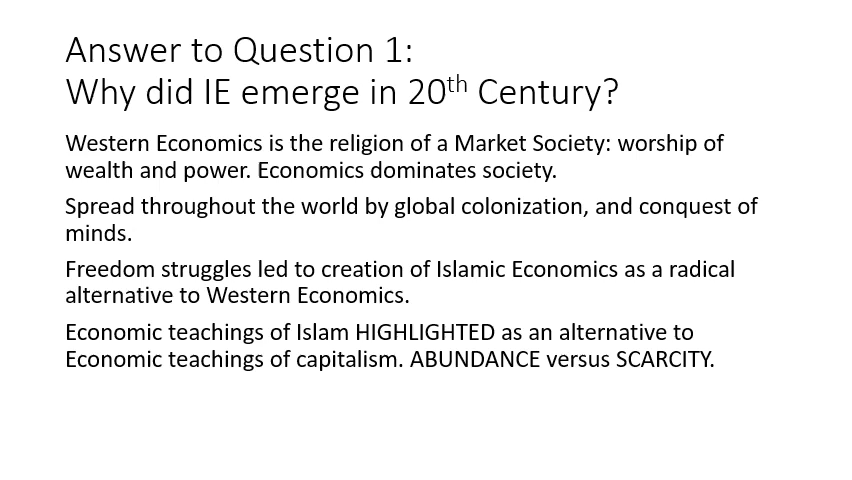 Answer to Question 1:
Why did IE emerge in 20th Century?
Western Economics is the religion of a Market Society: worship of
wealth and power. Economics dominates society.
Spread throughout the world by global colonization, and conquest of
minds.
Freedom struggles led to creation of Islamic Economics as a radical
alternative to Western Economics.
Economic teachings of Islam HIGHLIGHTED as an alternative to
Economic teachings of capitalism. ABUNDANCE versus SCARCITY.